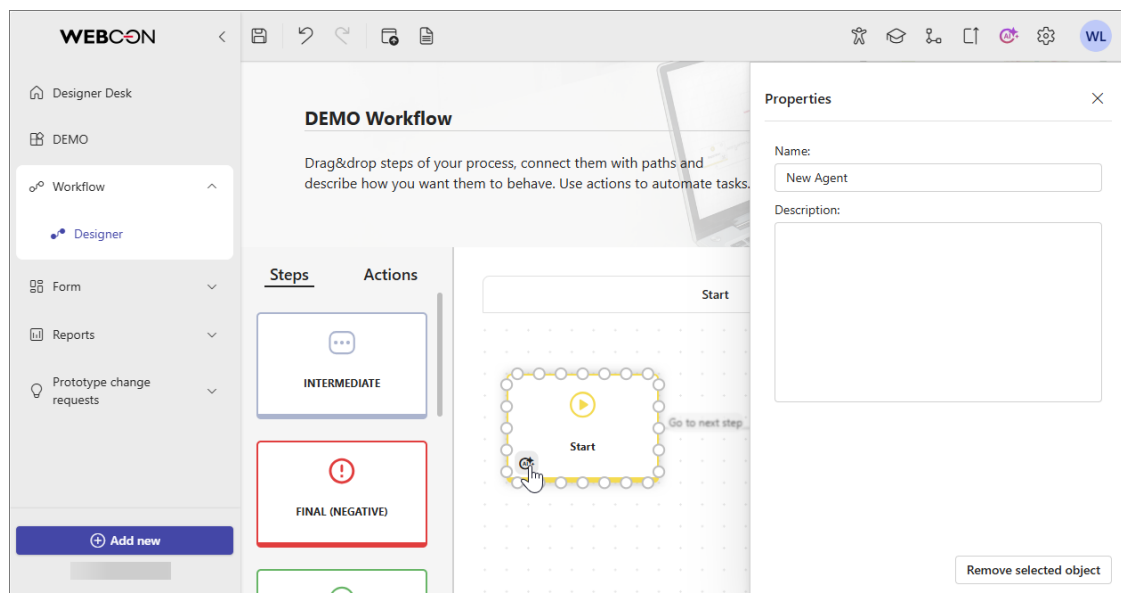 WEBCON
WL
Designer Desk
DEMO
Workflow
Designer
Form
Reports
Prototype change
requests
Add new
DEMO Workflow
Drag&drop steps of your process, connect them with paths and
describe how you want them to behave. Use actions to automate tasks.
Steps
Actions
INTERMEDIATE
FINAL (NEGATIVE)
Start
Start
AI
Go to next step
Properties
Name:
New Agent
Description:
Remove selected object